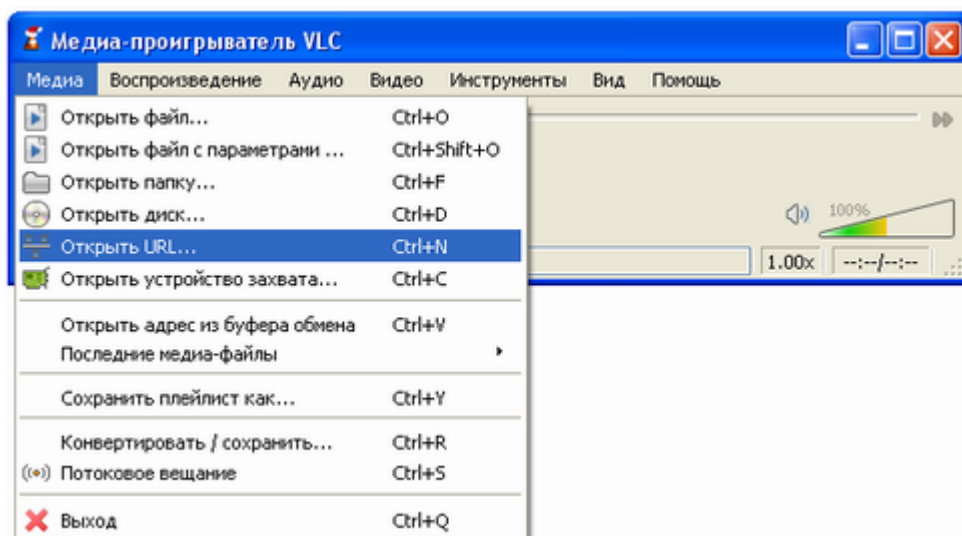 Медиа-проигрыватель VLC
Медиа Воспроизведение Аудио Видео Инструменты Вид Помощь
Открыть файл... Ctrl+O
Открыть файл с параметрами ... Ctrl+Shift+O
Открыть папку... Ctrl+F
Открыть диск... Ctrl+D
100%
Открыть URL... Ctrl+N
1.00x --:--/--:--
Открыть устройство захвата... Ctrl+C
Открыть адрес из буфера обмена Ctrl+V
Последние медиа-файлы
Сохранить плейлист как... Ctrl+Y
Конвертировать / сохранить... Ctrl+R
Потоковое вещание Ctrl+S
Выход Ctrl+Q